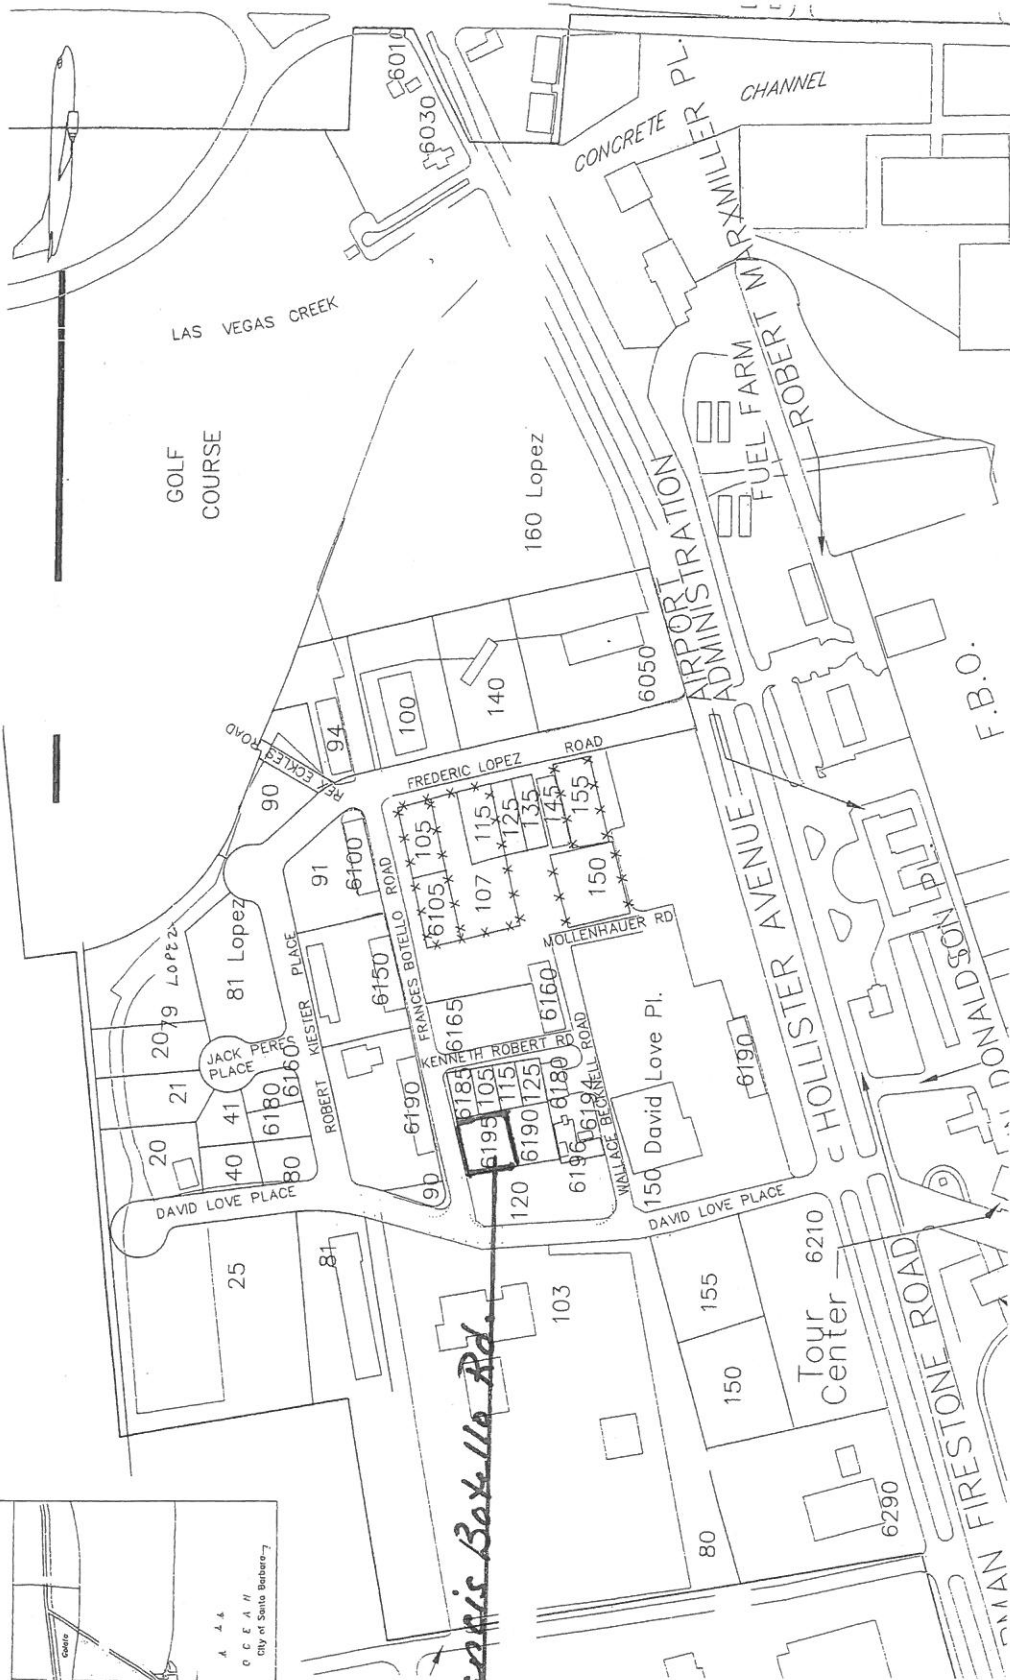 6010
6030
CONCRETE
CHANNEL
LAS VEGAS CREEK
GOLF
COURSE
160 Lopez
ROBERT MARXMILLER PL.
FUEL FARM
AIRPORT
ADMINISTRATION
6050
140
100
94
REX ECKLES
ROAD
90
FREDERIC LOPEZ
ROAD
F.B.O.
91
6100
105
115
125
135
145
155
6105
107
150
MOLLENHAUER RD
FRANCES BOTELLO
ROAD
79 LOPEZ
81 Lopez
ROBERT
KIESTER
PLACE
6150
6165
6160
KENNETH ROBERT RD
HOLLISTER AVENUE
DONALDSON PL.
20
21
JACK PERES
PLACE
6160
20
41
6180
40
80
6190
90
6185
105
115
125
6180
6195
6190
6194
6196
120
WALLACE BECKNELL
ROAD
150 David Love Pl.
6190
DAVID LOVE PLACE
DAVID LOVE PLACE
25
81
103
155
150
6210
Tour
Center
80
6290
FIRESTONE ROAD
Botello Rd.
Goleta
OCEAN
City of Santa Barbara